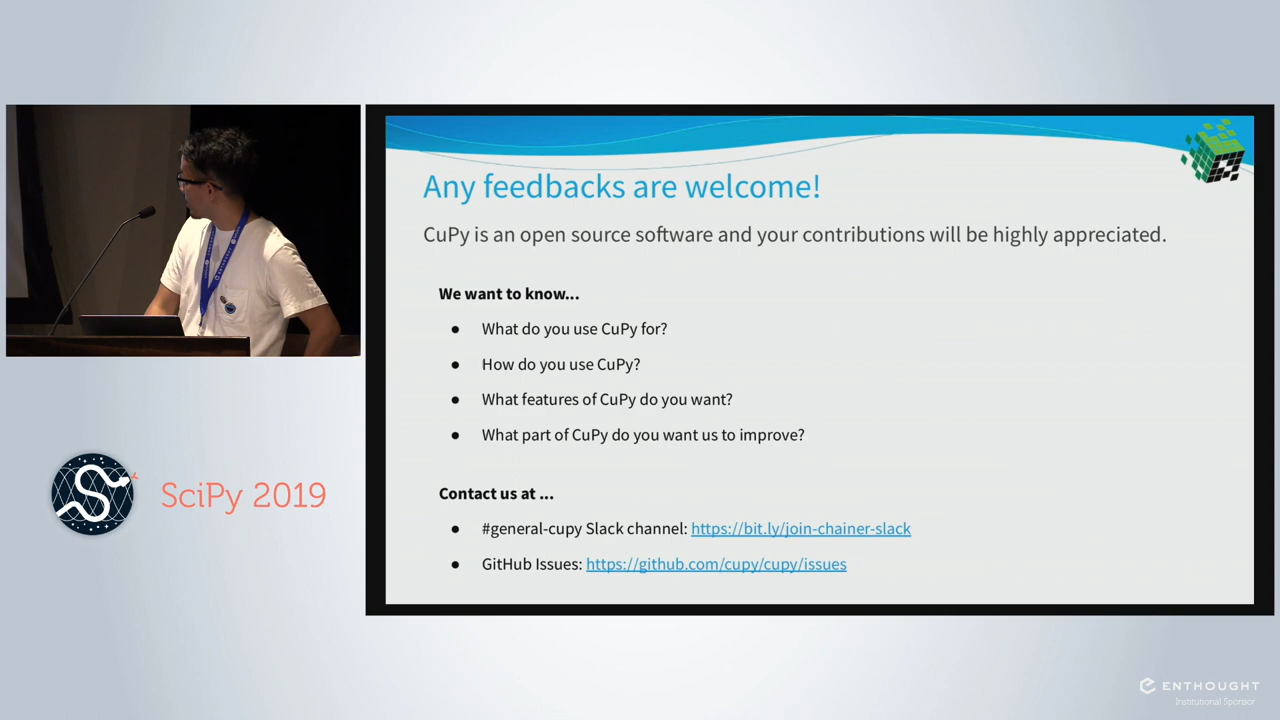 Any feedbacks are welcome!
CuPy is an open source software and your contributions will be highly appreciated.
We want to know...
● What do you use CuPy for?
● How do you use CuPy?
● What features of CuPy do you want?
● What part of CuPy do you want us to improve?
Contact us at ...
● #general-cupy Slack channel: https://bit.ly/join-chainer-slack
● GitHub Issues: https://github.com/cupy/cupy/issues
SciPy 2019
ENTHOUGHT
Institutional Sponsor